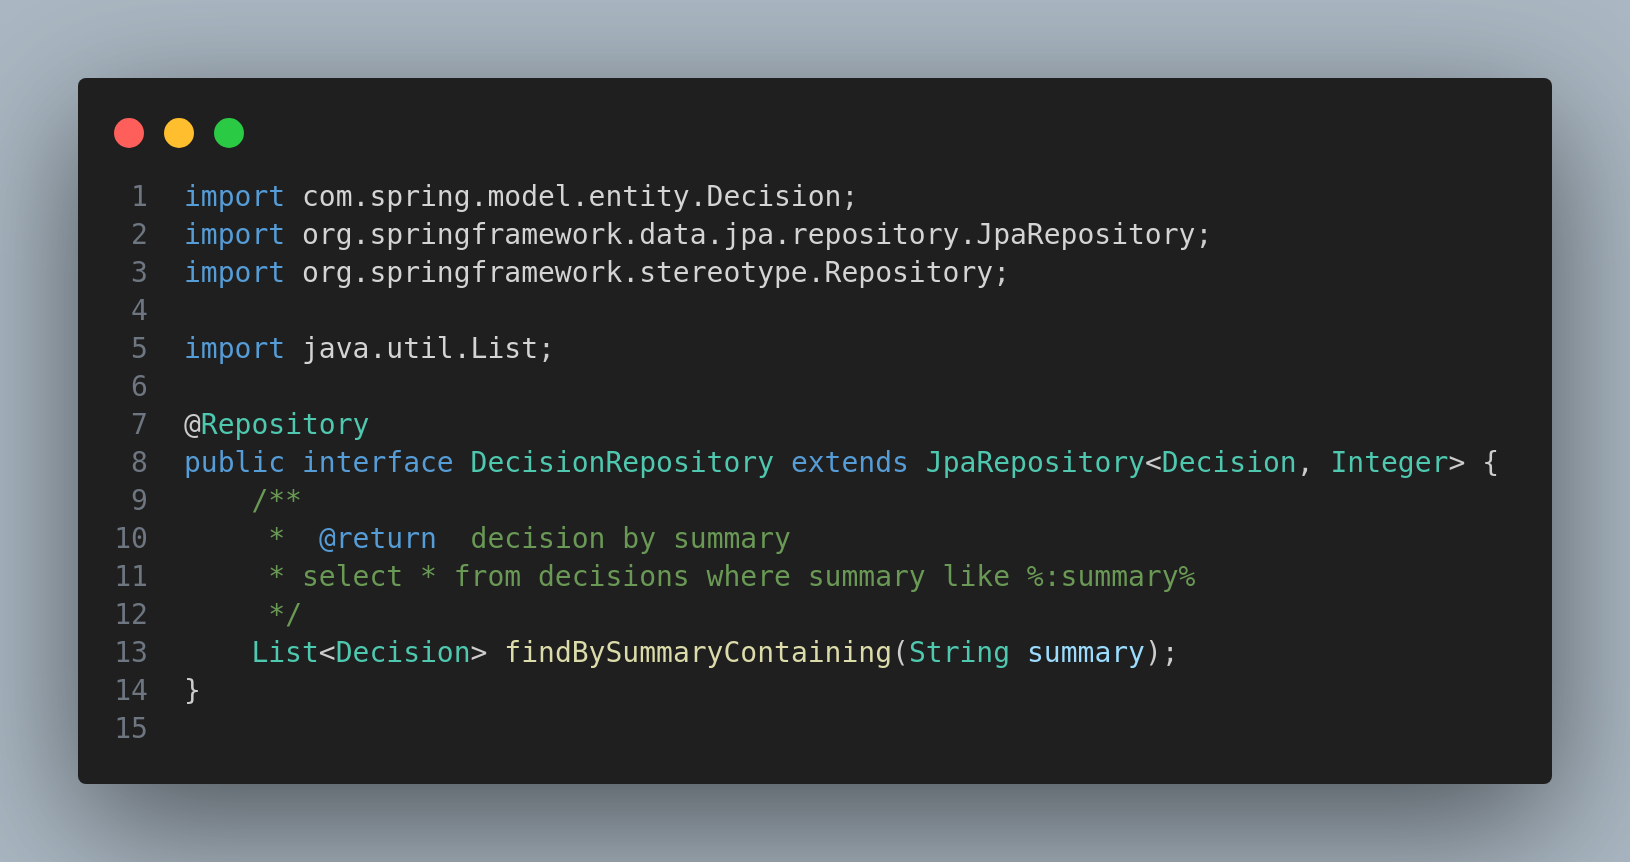 1 import com.spring.model.entity.Decision;
2 import org.springframework.data.jpa.repository.JpaRepository;
3 import org.springframework.stereotype.Repository;
4
5 import java.util.List;
6
7 @Repository
8 public interface DecisionRepository extends JpaRepository<Decision, Integer> {
9     /**
10      *  @return  decision by summary
11      * select * from decisions where summary like %:summary%
12      */
13     List<Decision> findBySummaryContaining(String summary);
14 }
15